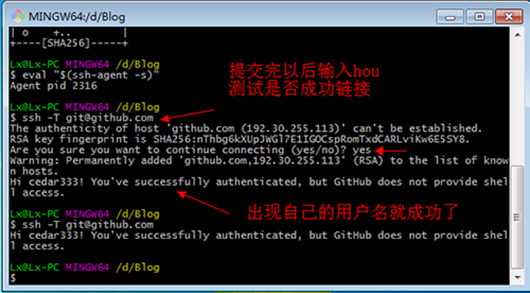 MINGW64:/d/Blog
| o    +..        |
+----[SHA256]-----+
Lx@Lx-PC MINGW64 /d/Blog
$ eval "$(ssh-agent -s)"
Agent pid 2316
提交完以后输入hou
测试是否成功链接
Lx@Lx-PC MINGW64 /d/Blog
$ ssh -T git@github.com
The authenticity of host 'github.com (192.30.255.113)' can't be established.
RSA key fingerprint is SHA256:nThbg6kXUpJWGl7E1IGOCspRomTxdCARLviKw6E5SY8.
Are you sure you want to continue connecting (yes/no)? yes
Warning: Permanently added 'github.com,192.30.255.113' (RSA) to the list of know
n hosts.
Hi cedar333! You've successfully authenticated, but GitHub does not provide shel
l access.
出现自己的用户名就成功了
Lx@Lx-PC MINGW64 /d/Blog
$ ssh -T git@github.com
Hi cedar333! You've successfully authenticated, but GitHub does not provide shel
l access.
Lx@Lx-PC MINGW64 /d/Blog
$